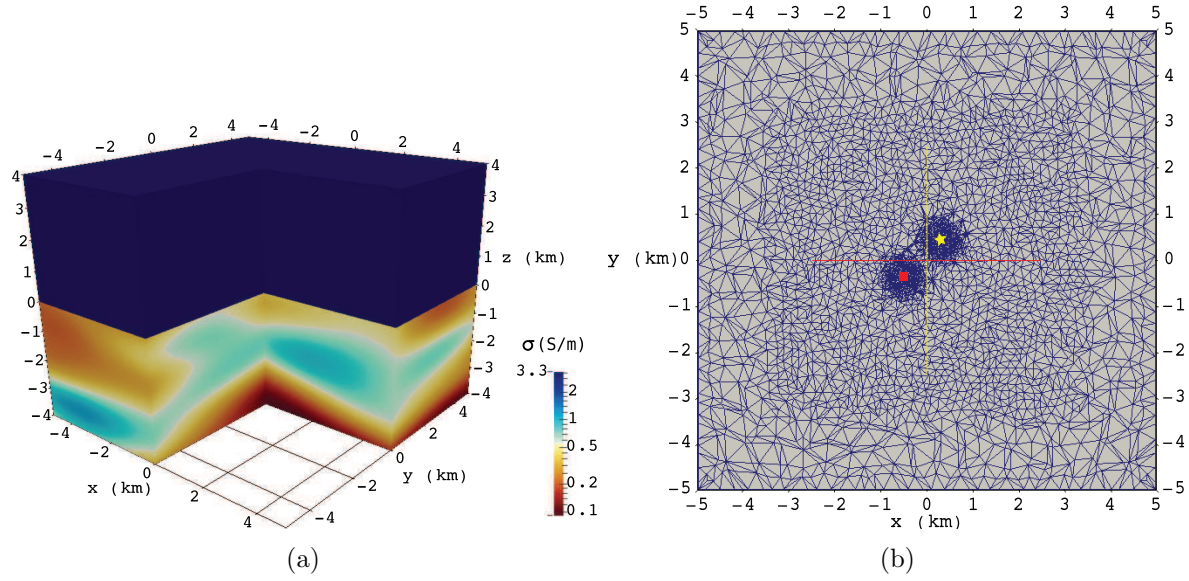 −4 −2 0 2 4 −4 −2 0 2 4
4 4
3 3
2 2
1 1 z (km)
0 0
−1 −1
−2 −2
−3 −3
−4 −4
−4 −2 0 2 4
x (km)
−4 −2 0 2 4
y (km)
σ(S/m)
3.3
2
1
0.5
0.2
0.1
(a)
−5 −4 −3 −2 −1 0 1 2 3 4 5
5 5
4 4
3 3
2 2
1 1
y (km) 0 0
−1 −1
−2 −2
−3 −3
−4 −4
−5 −5
−5 −4 −3 −2 −1 0 1 2 3 4 5
x (km)
(b)